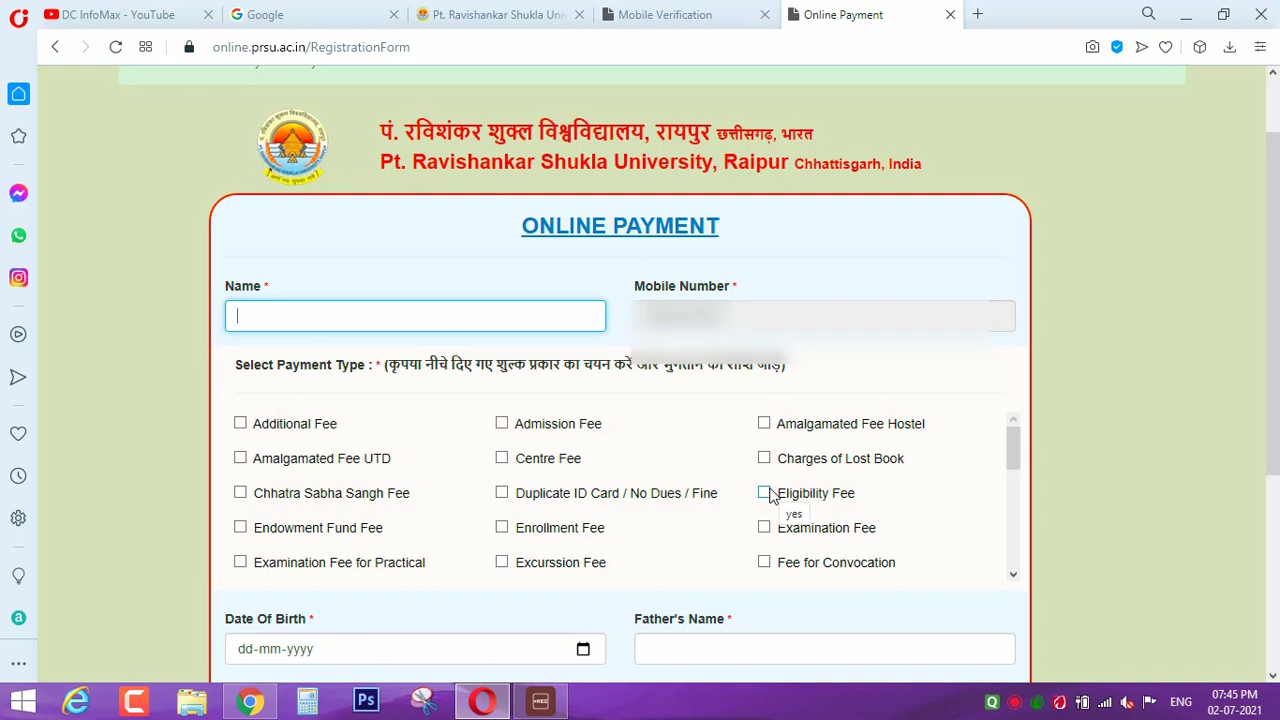 DC InfoMax - YouTube
Google
Pt. Ravishankar Shukla Uni
Mobile Verification
Online Payment
online.prsu.ac.in/RegistrationForm
पं. रविशंकर शुक्ल विश्वविद्यालय, रायपुर छत्तीसगढ़, भारत
Pt. Ravishankar Shukla University, Raipur Chhattisgarh, India
ONLINE PAYMENT
Name *
Mobile Number *
Select Payment Type : * (कृपया नीचे दिए गए शुल्क प्रकार का चयन करें और भुगतान की राशि जोड़ें)
Additional Fee
Admission Fee
Amalgamated Fee Hostel
Amalgamated Fee UTD
Centre Fee
Charges of Lost Book
Chhatra Sabha Sangh Fee
Duplicate ID Card / No Dues / Fine
Eligibility Fee
yes
Endowment Fund Fee
Enrollment Fee
Examination Fee
Examination Fee for Practical
Excurssion Fee
Fee for Convocation
Date Of Birth *
Father's Name *
dd-mm-yyyy
Ps
ENG
07:45 PM
02-07-2021